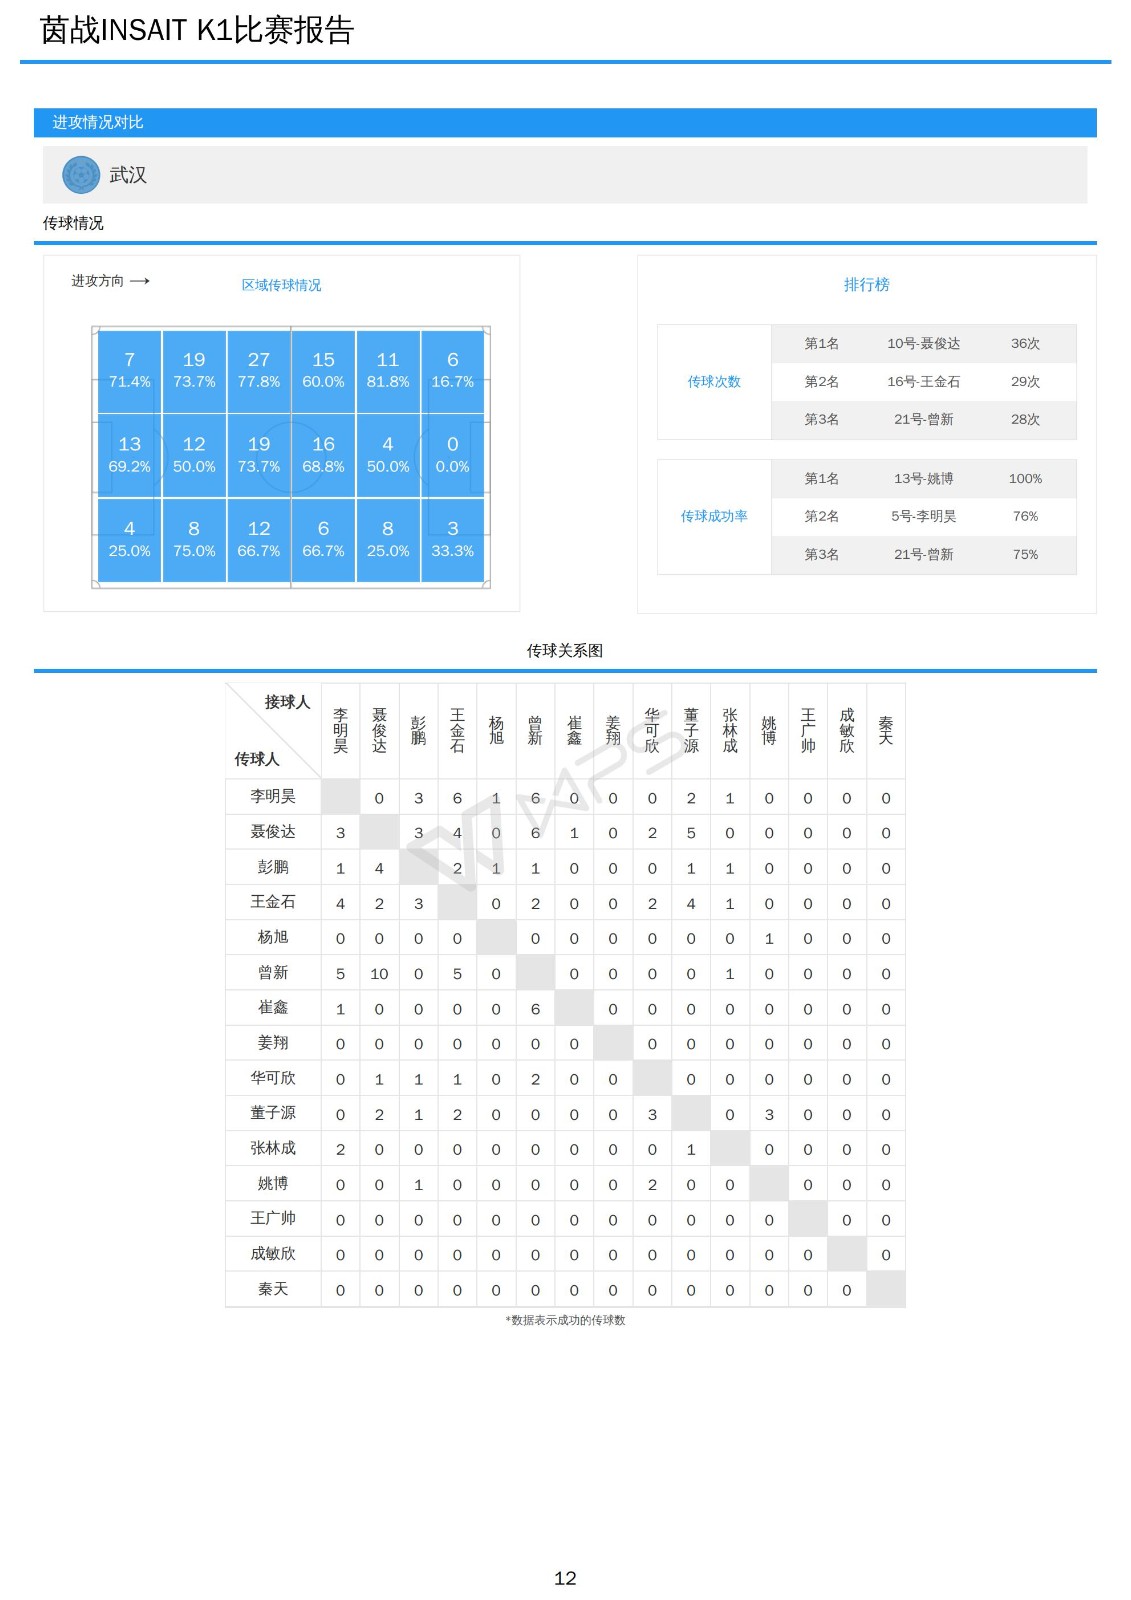 茵战INSAIT K1比赛报告
进攻情况对比
武汉
传球情况
进攻方向
区域传球情况
7 19 27 15 11 6
71.4% 73.7% 77.8% 60.0% 81.8% 16.7%
13 12 19 16 4 0
69.2% 50.0% 73.7% 68.8% 50.0% 0.0%
4 8 12 6 8 3
25.0% 75.0% 66.7% 66.7% 25.0% 33.3%
排行榜
传球次数
第1名 10号-聂俊达 36次
第2名 16号-王金石 29次
第3名 21号-曾新 28次
传球成功率
第1名 13号-姚博 100%
第2名 5号-李明昊 76%
第3名 21号-曾新 75%
传球关系图
接球人 李明昊 聂俊达 彭鹏 王金石 杨旭 曾新 崔鑫 姜翔 华可欣 董子源 张林成 姚博 王广帅 成敏欣 秦天
传球人
李明昊 0 3 6 1 6 0 0 0 2 1 0 0 0 0
聂俊达 3 3 4 0 6 1 0 2 5 0 0 0 0 0
彭鹏 1 4 2 1 1 0 0 0 1 1 0 0 0 0
王金石 4 2 3 0 2 0 0 2 4 1 0 0 0 0
杨旭 0 0 0 0 0 0 0 0 0 0 1 0 0 0
曾新 5 10 0 5 0 0 0 0 0 1 0 0 0 0
崔鑫 1 0 0 0 0 6 0 0 0 0 0 0 0 0
姜翔 0 0 0 0 0 0 0 0 0 0 0 0 0 0
华可欣 0 1 1 1 0 2 0 0 0 0 0 0 0 0
董子源 0 2 1 2 0 0 0 0 3 0 3 0 0 0
张林成 2 0 0 0 0 0 0 0 0 1 0 0 0 0
姚博 0 0 1 0 0 0 0 0 2 0 0 0 0 0
王广帅 0 0 0 0 0 0 0 0 0 0 0 0 0 0
成敏欣 0 0 0 0 0 0 0 0 0 0 0 0 0 0
秦天 0 0 0 0 0 0 0 0 0 0 0 0 0 0
WPS
*数据表示成功的传球数
12